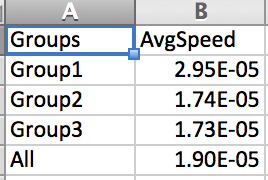 A B
Groups AvgSpeed
Group1 2.95E-05
Group2 1.74E-05
Group3 1.73E-05
All 1.90E-05